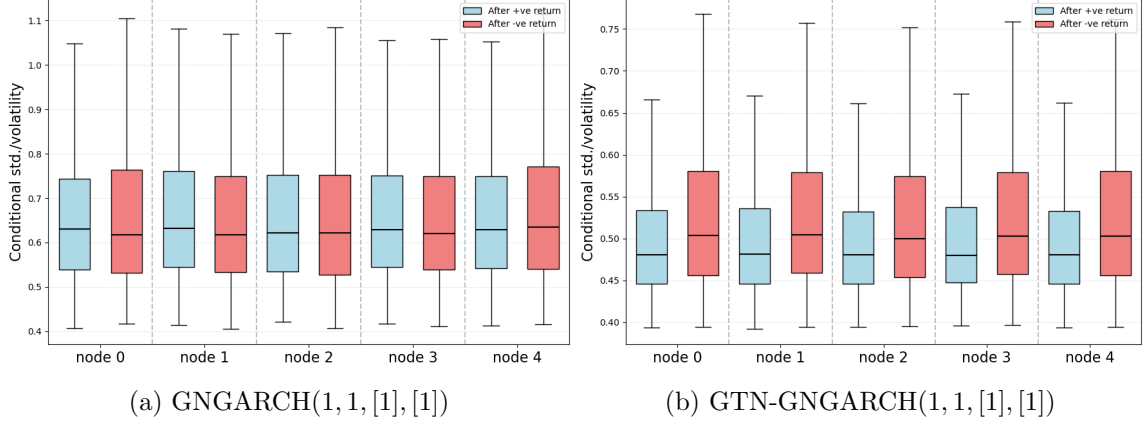 1.1
1.0
0.9
0.8
0.7
0.6
0.5
0.4
Conditional std./volatility
After +ve return
After -ve return
node 0 node 1 node 2 node 3 node 4
(a) GNGARCH(1, 1, [1], [1])
0.75
0.70
0.65
0.60
0.55
0.50
0.45
0.40
Conditional std./volatility
After +ve return
After -ve return
node 0 node 1 node 2 node 3 node 4
(b) GTN-GNGARCH(1, 1, [1], [1])